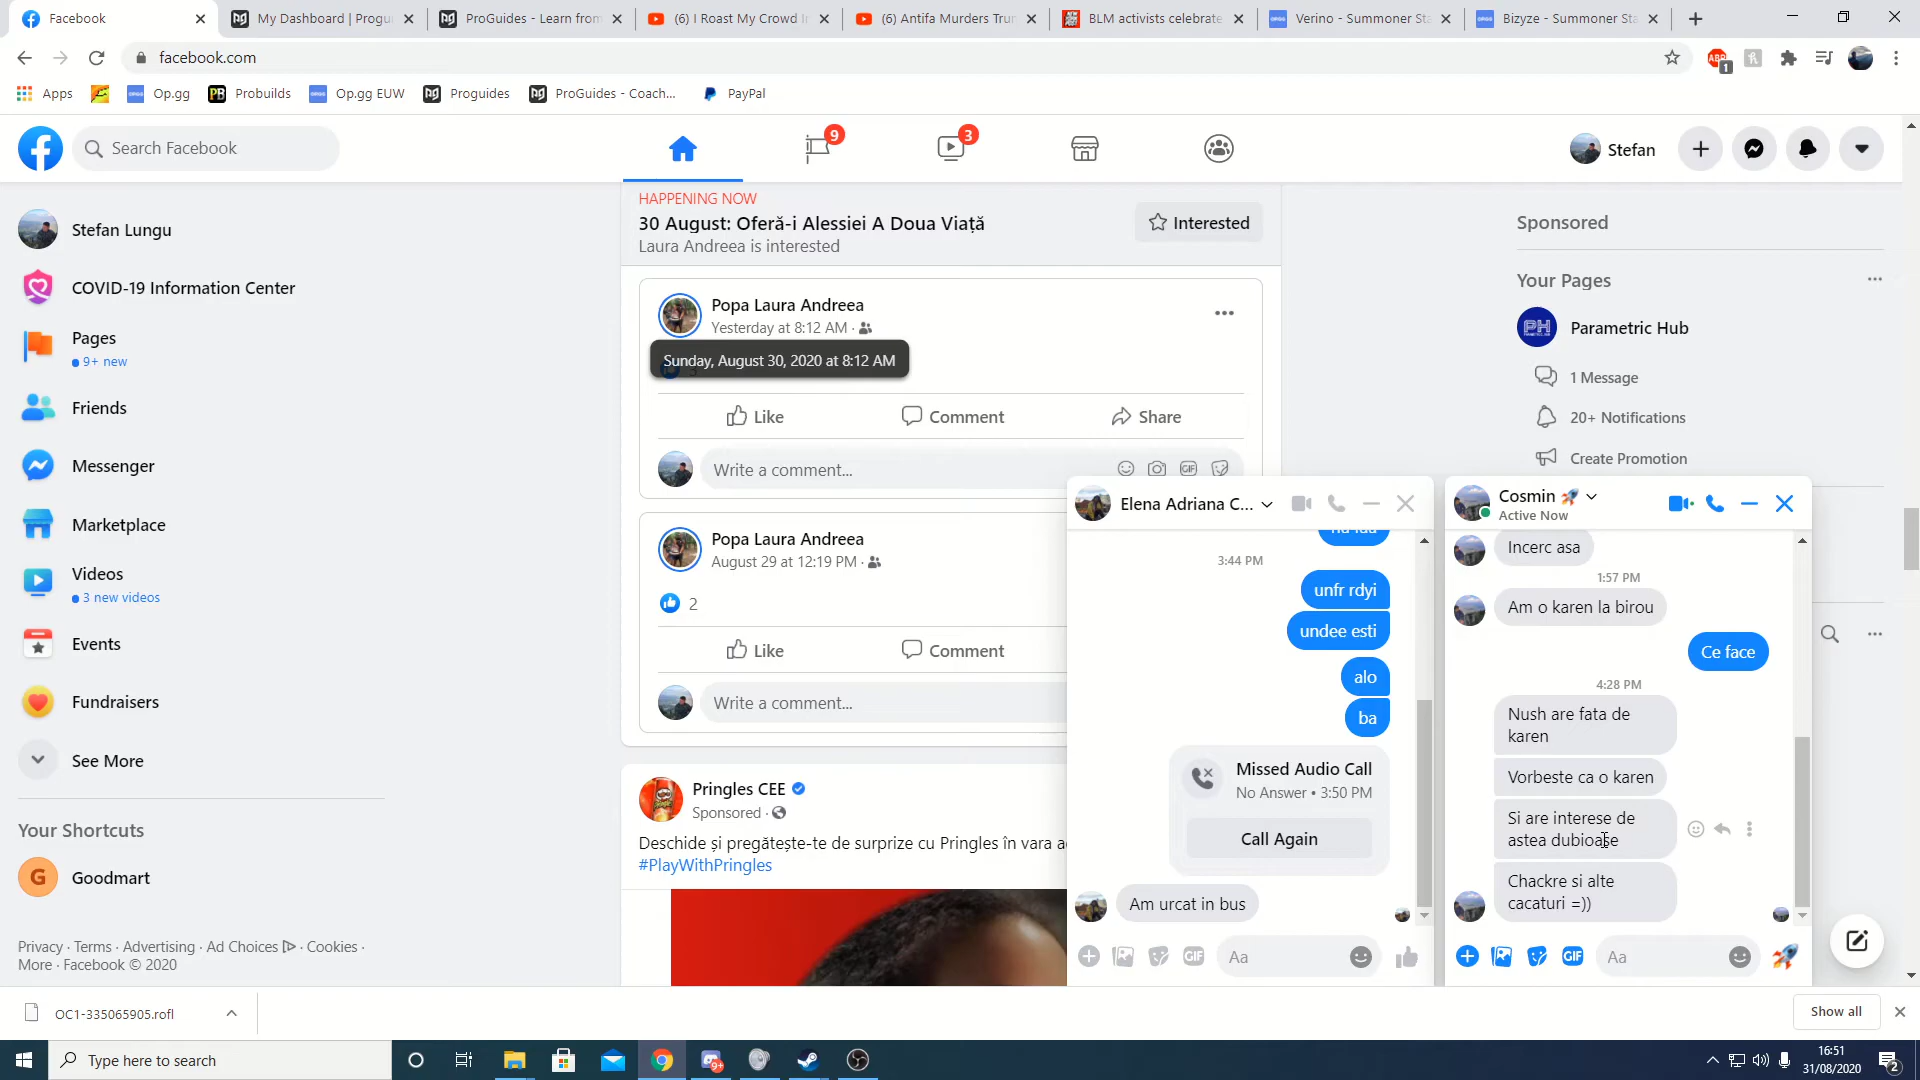 Facebook
My Dashboard | Progui
ProGuides - Learn from
(6) I Roast My Crowd I
(6) Antifa Murders Tru
BLM activists celebrate
Verino - Summoner Sta
Bizyze - Summoner Sta
facebook.com
ABP
1
Apps
Op.gg
PB Probuilds
Op.gg EUW
Proguides
ProGuides - Coach...
PayPal
Search Facebook
9
3
Stefan
Stefan Lungu
COVID-19 Information Center
Pages
9+ new
Friends
Messenger
Marketplace
Videos
3 new videos
Events
Fundraisers
See More
Your Shortcuts
G Goodmart
Privacy · Terms · Advertising · Ad Choices · Cookies ·
More · Facebook © 2020
HAPPENING NOW
30 August: Oferă-i Alessiei A Doua Viață
Laura Andreea is interested
Interested
Popa Laura Andreea
Yesterday at 8:12 AM ·
Sunday, August 30, 2020 at 8:12 AM
Like
Comment
Share
Write a comment...
GIF
Popa Laura Andreea
August 29 at 12:19 PM ·
2
Like
Comment
Write a comment...
Pringles CEE
Sponsored ·
Deschide și pregătește-te de surprize cu Pringles în vara a
#PlayWithPringles
Sponsored
Your Pages
PH Parametric Hub
1 Message
20+ Notifications
Create Promotion
Elena Adriana C...
3:44 PM
unfr rdyi
undee esti
alo
ba
Missed Audio Call
No Answer • 3:50 PM
Call Again
Am urcat in bus
GIF
Aa
Cosmin
Active Now
Incerc asa
1:57 PM
Am o karen la birou
Ce face
4:28 PM
Nush are fata de
karen
Vorbeste ca o karen
Si are interese de
astea dubioase
Chackre si alte
cacaturi =))
GIF
Aa
OC1-335065905.rofl
Show all
Type here to search
9+
16:51
31/08/2020
2